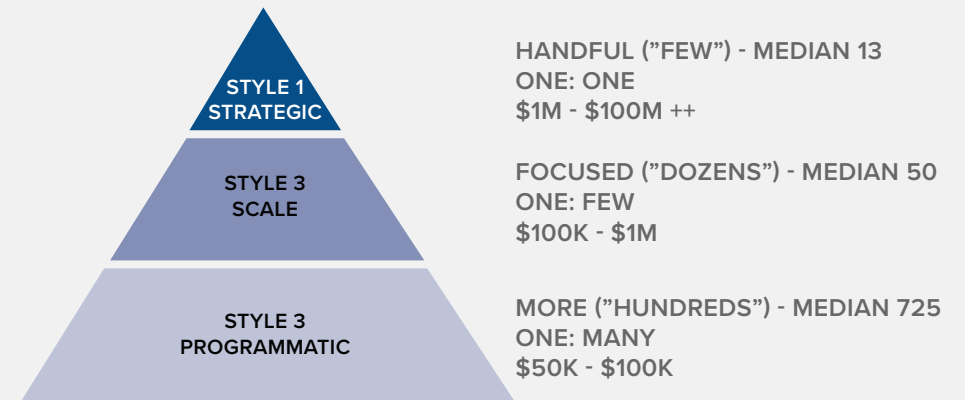 STYLE 1
STRATEGIC
HANDFUL (”FEW”) - MEDIAN 13
ONE: ONE
$1M - $100M ++
STYLE 3
SCALE
FOCUSED (”DOZENS”) - MEDIAN 50
ONE: FEW
$100K - $1M
STYLE 3
PROGRAMMATIC
MORE (”HUNDREDS”) - MEDIAN 725
ONE: MANY
$50K - $100K